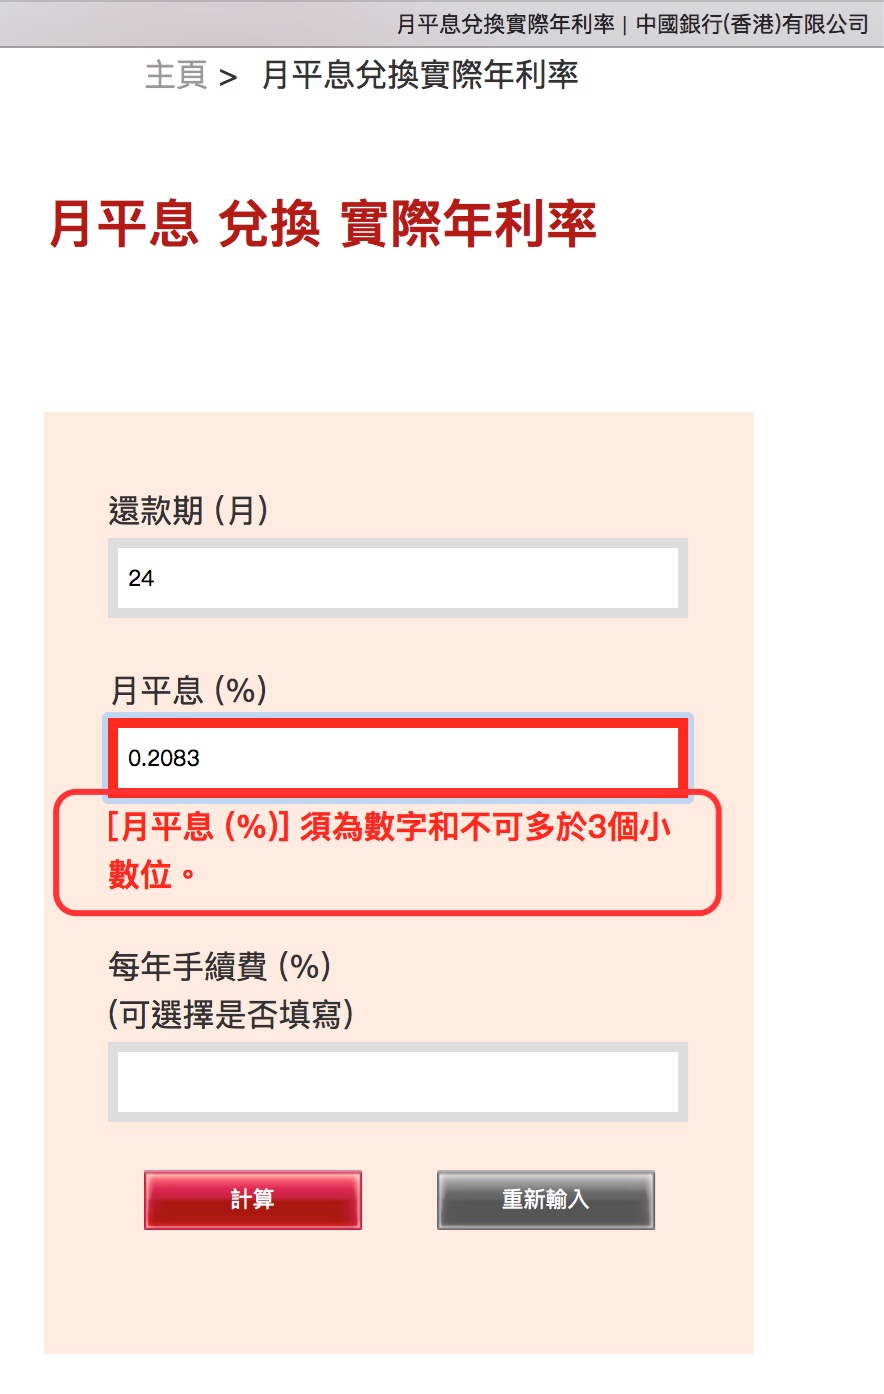 月平息兌換實際年利率 | 中國銀行(香港)有限公司
主頁 > 月平息兌換實際年利率
月平息 兌換 實際年利率
還款期 (月)
24
月平息 (%)
0.2083
[月平息 (%)] 須為數字和不可多於3個小
數位。
每年手續費 (%)
(可選擇是否填寫)
計算
重新輸入